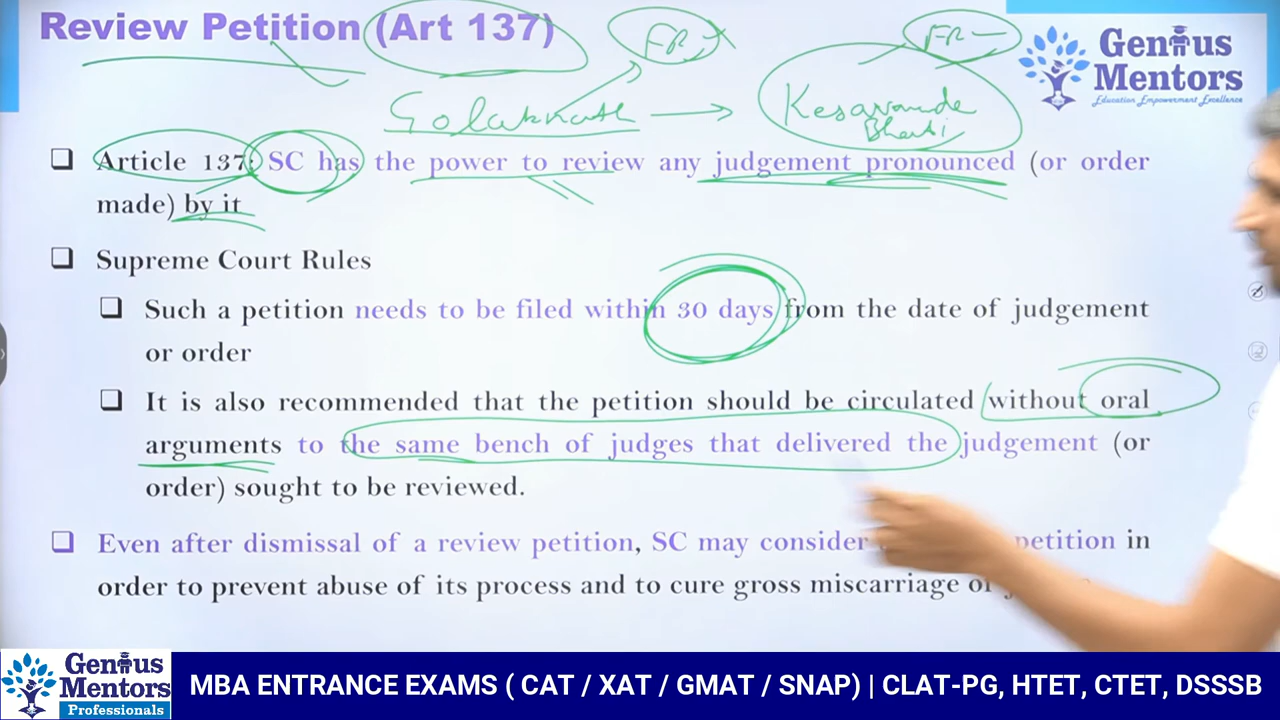 Review Petition (Art 137)
FR
FR –
Genius
Mentors
Education Empowerment Excellence
Golaknath → Kesavananda
Bharti
❑ Article 137: SC has the power to review any judgement pronounced (or order
made) by it
❑ Supreme Court Rules
❑ Such a petition needs to be filed within 30 days from the date of judgement
or order
❑ It is also recommended that the petition should be circulated without oral
arguments to the same bench of judges that delivered the judgement (or
order) sought to be reviewed.
❑ Even after dismissal of a review petition, SC may consider petition in
order to prevent abuse of its process and to cure gross miscarriage of
Genius
Mentors
Professionals
MBA ENTRANCE EXAMS ( CAT / XAT / GMAT / SNAP) | CLAT-PG, HTET, CTET, DSSSB